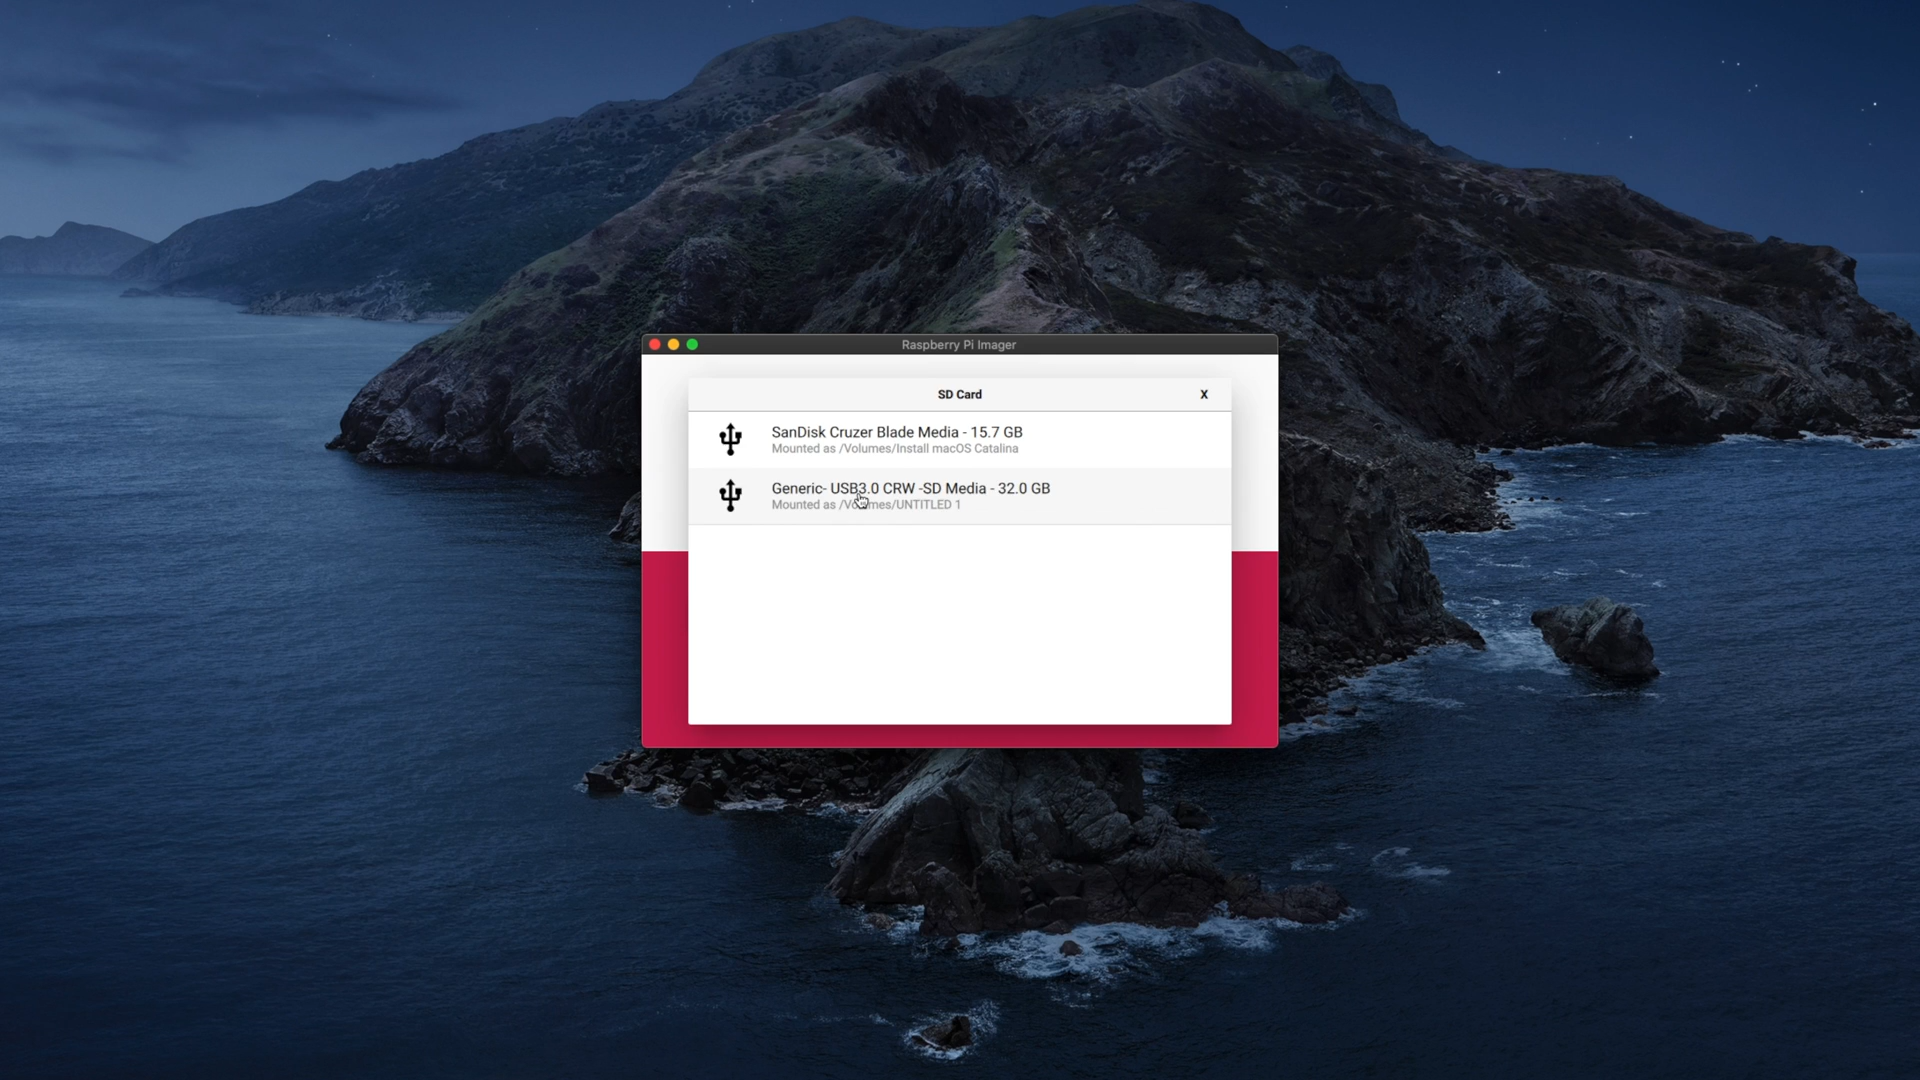 Raspberry Pi Imager
SD Card
X
SanDisk Cruzer Blade Media - 15.7 GB
Mounted as /Volumes/Install macOS Catalina
Generic- USB3.0 CRW -SD Media - 32.0 GB
Mounted as /Volumes/UNTITLED 1